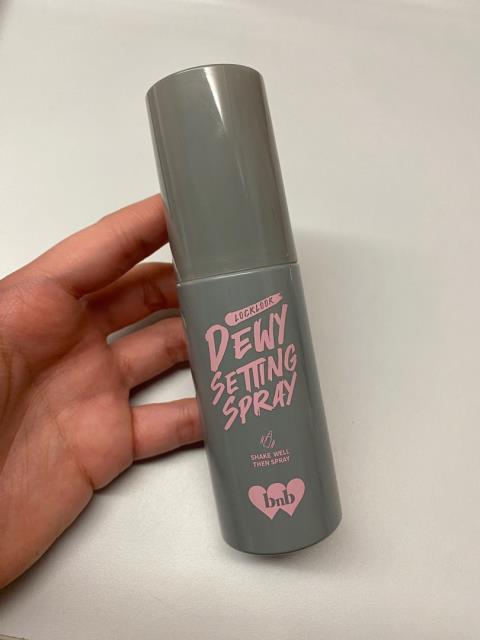 LOCKLOOK
DEWY
SETTING
SPRAY
SHAKE WELL
THEN SPRAY
bnb